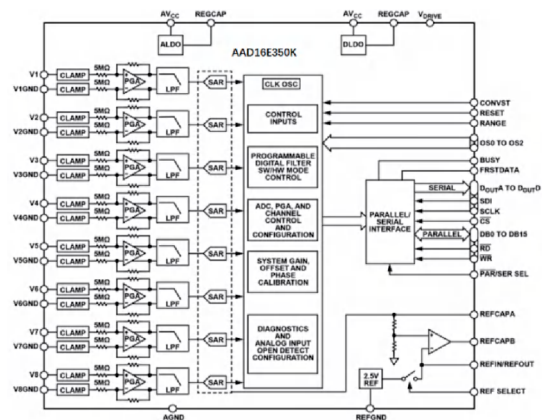 AVCC REGCAP AVCC REGCAP VDRIVE
ALDO DLDO
AAD16E350K
V1 CLAMP 5MΩ PGA LPF SAR
V1GND CLAMP 5MΩ
V2 CLAMP 5MΩ PGA LPF SAR
V2GND CLAMP 5MΩ
V3 CLAMP 5MΩ PGA LPF SAR
V3GND CLAMP 5MΩ
V4 CLAMP 5MΩ PGA LPF SAR
V4GND CLAMP 5MΩ
V5 CLAMP 5MΩ PGA LPF SAR
V5GND CLAMP 5MΩ
V6 CLAMP 5MΩ PGA LPF SAR
V6GND CLAMP 5MΩ
V7 CLAMP 5MΩ PGA LPF SAR
V7GND CLAMP 5MΩ
V8 CLAMP 5MΩ PGA LPF SAR
V8GND CLAMP 5MΩ
CLK OSC
CONTROL
INPUTS
PROGRAMMABLE
DIGITAL FILTER
SW/HW MODE
CONTROL
ADC, PGA, AND
CHANNEL
CONTROL
AND
CONFIGURATION
SYSTEM GAIN,
OFFSET AND
PHASE
CALIBRATION
DIAGNOSTICS
AND
ANALOG INPUT
OPEN DETECT
CONFIGURATION
PARALLEL/
SERIAL
INTERFACE
CONVST
RESET
RANGE
OS0 TO OS2
BUSY
FRSTDATA
SERIAL DOUTA TO DOUTD
SDI
SCLK
CS
PARALLEL DB0 TO DB15
RD
WR
PAR/SER SEL
REFCAPA
REFCAPB
REFIN/REFOUT
2.5V
REF
REF SELECT
AGND REFGND